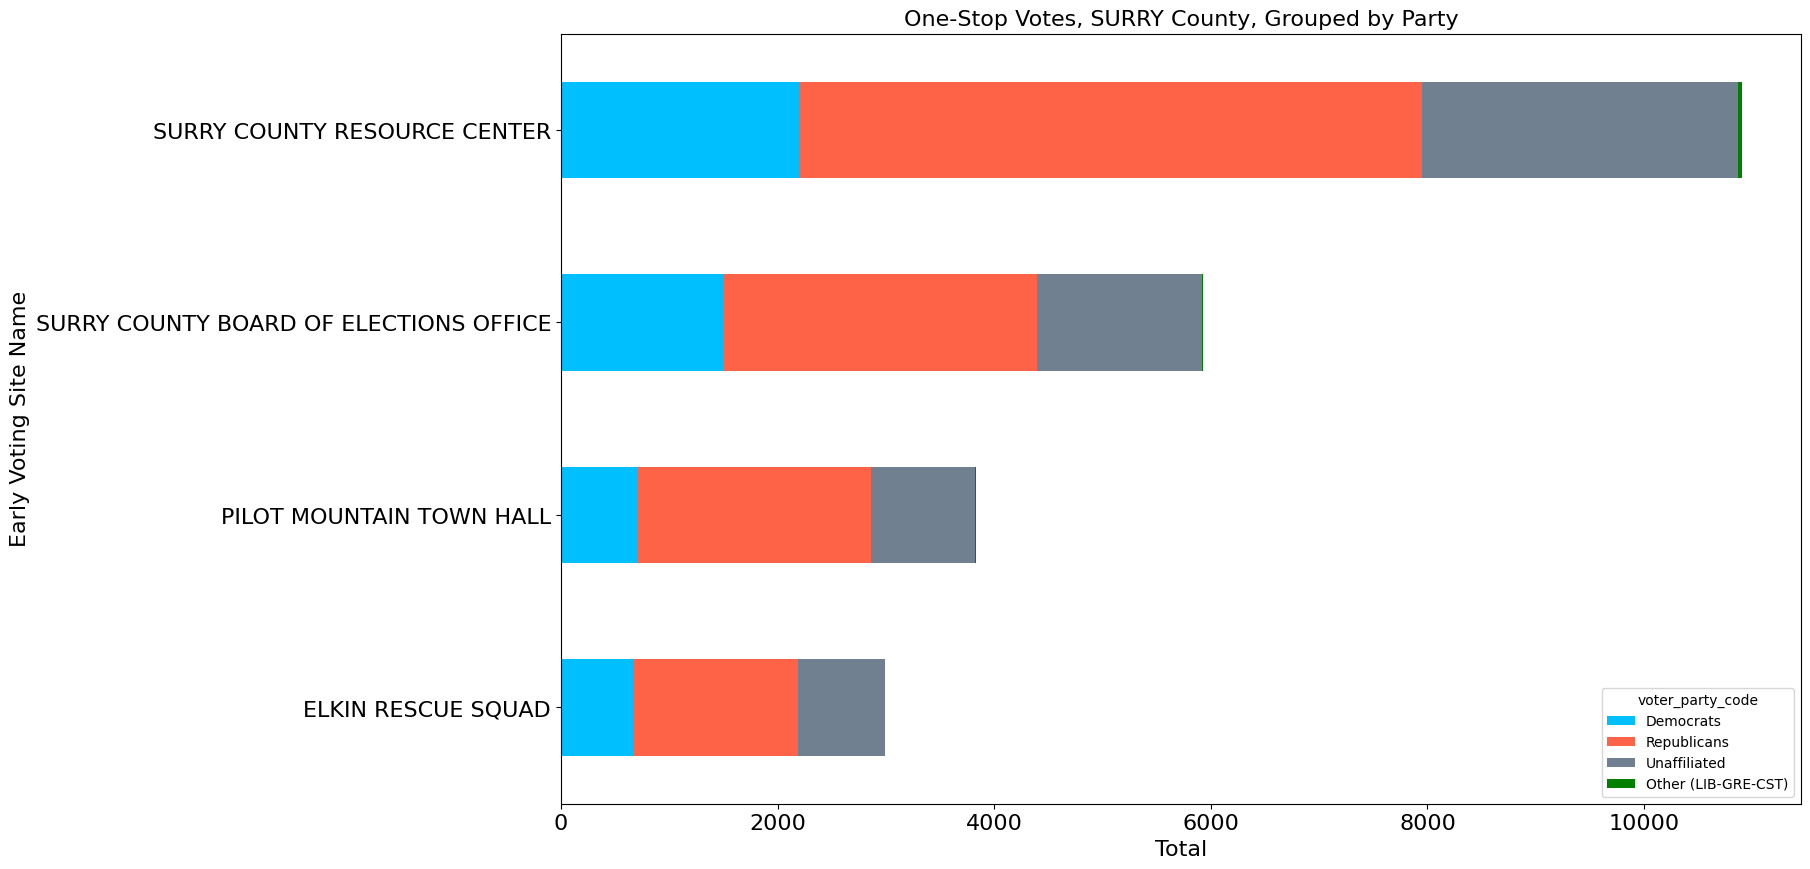 One-Stop Votes, SURRY County, Grouped by Party
Early Voting Site Name
SURRY COUNTY RESOURCE CENTER
SURRY COUNTY BOARD OF ELECTIONS OFFICE
PILOT MOUNTAIN TOWN HALL
ELKIN RESCUE SQUAD
voter_party_code
Democrats
Republicans
Unaffiliated
Other (LIB-GRE-CST)
0 2000 4000 6000 8000 10000
Total